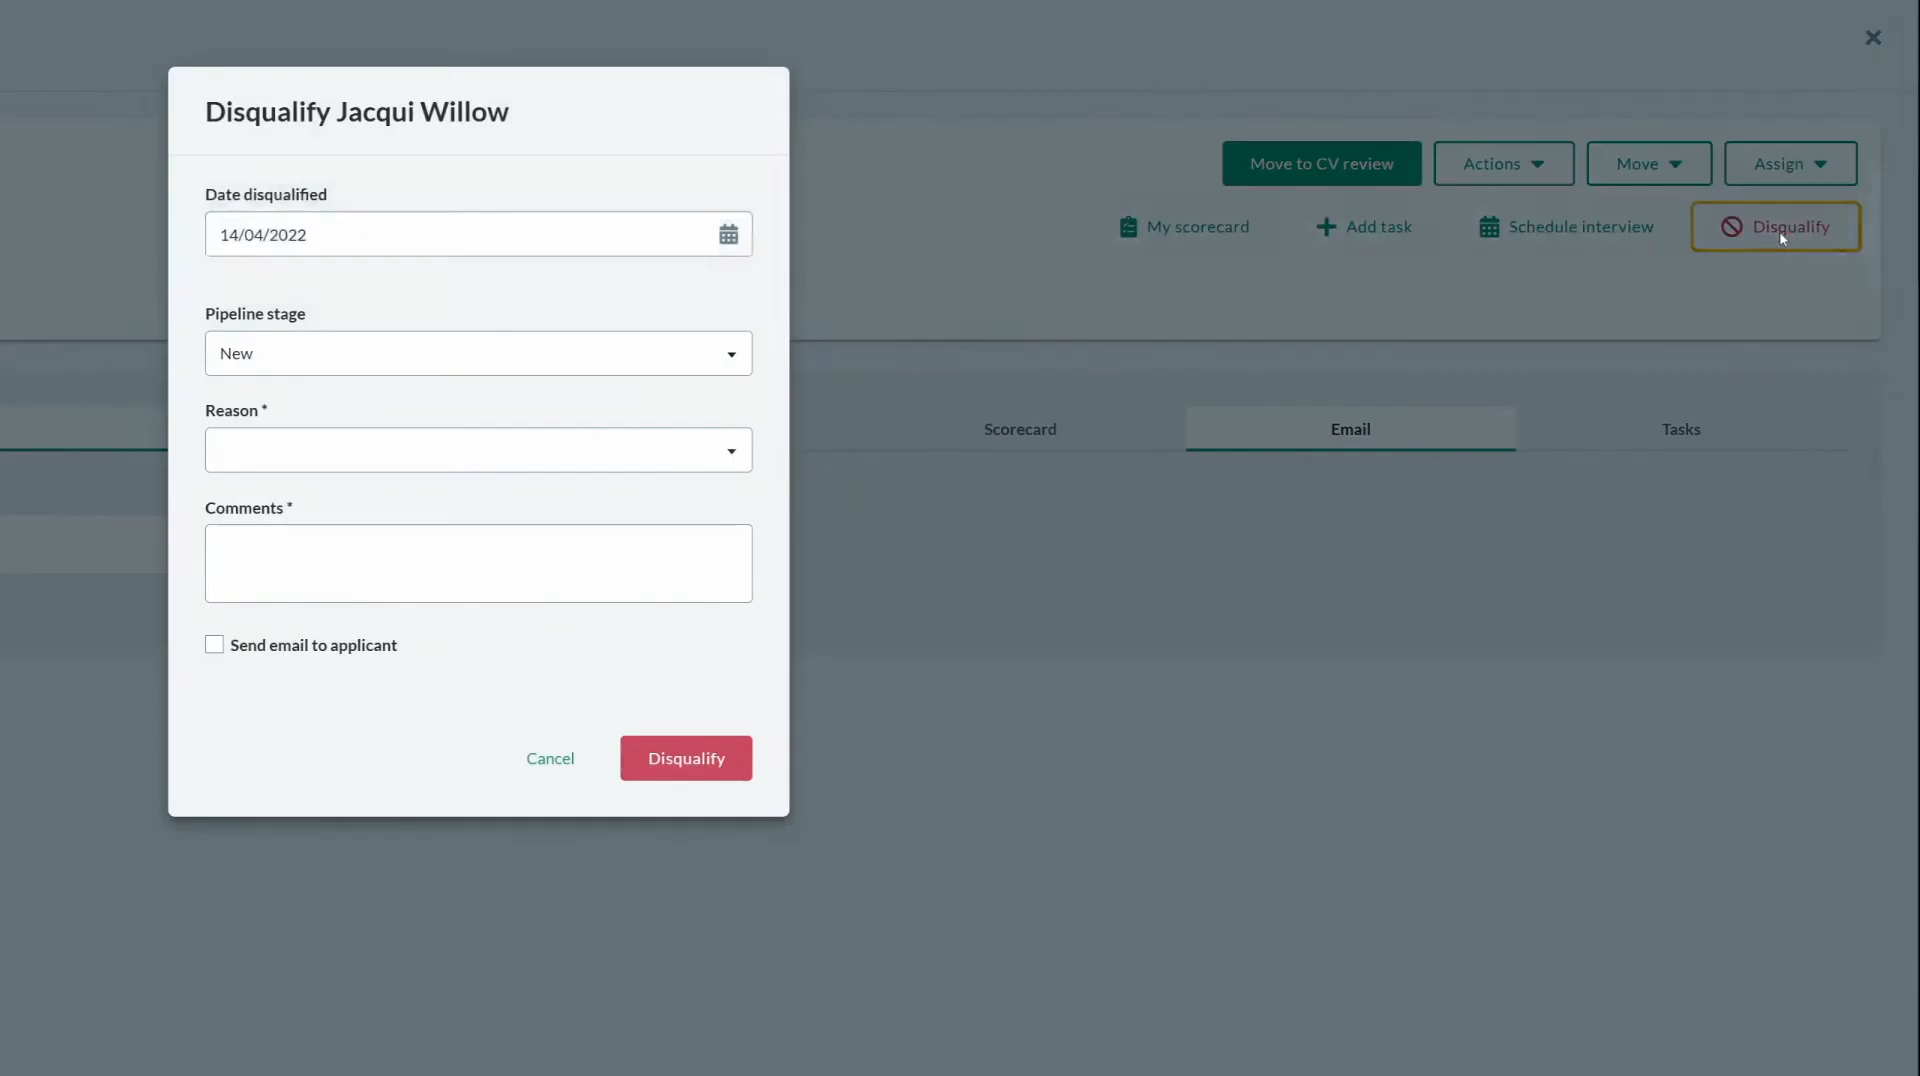 Disqualify Jacqui Willow
Date disqualified
14/04/2022
Pipeline stage
New
Reason *
Comments *
Send email to applicant
Cancel
Disqualify
Move to CV review
Actions
Move
Assign
My scorecard
Add task
Schedule interview
Disqualify
Scorecard
Email
Tasks